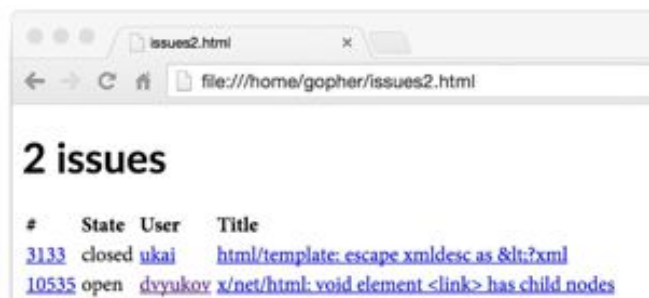 issues2.html ×
file:///home/gopher/issues2.html
2 issues
# State User Title
3133 closed ukai html/template: escape xmldesc as &lt;?xml
10535 open dvyukov x/net/html: void element <link> has child nodes